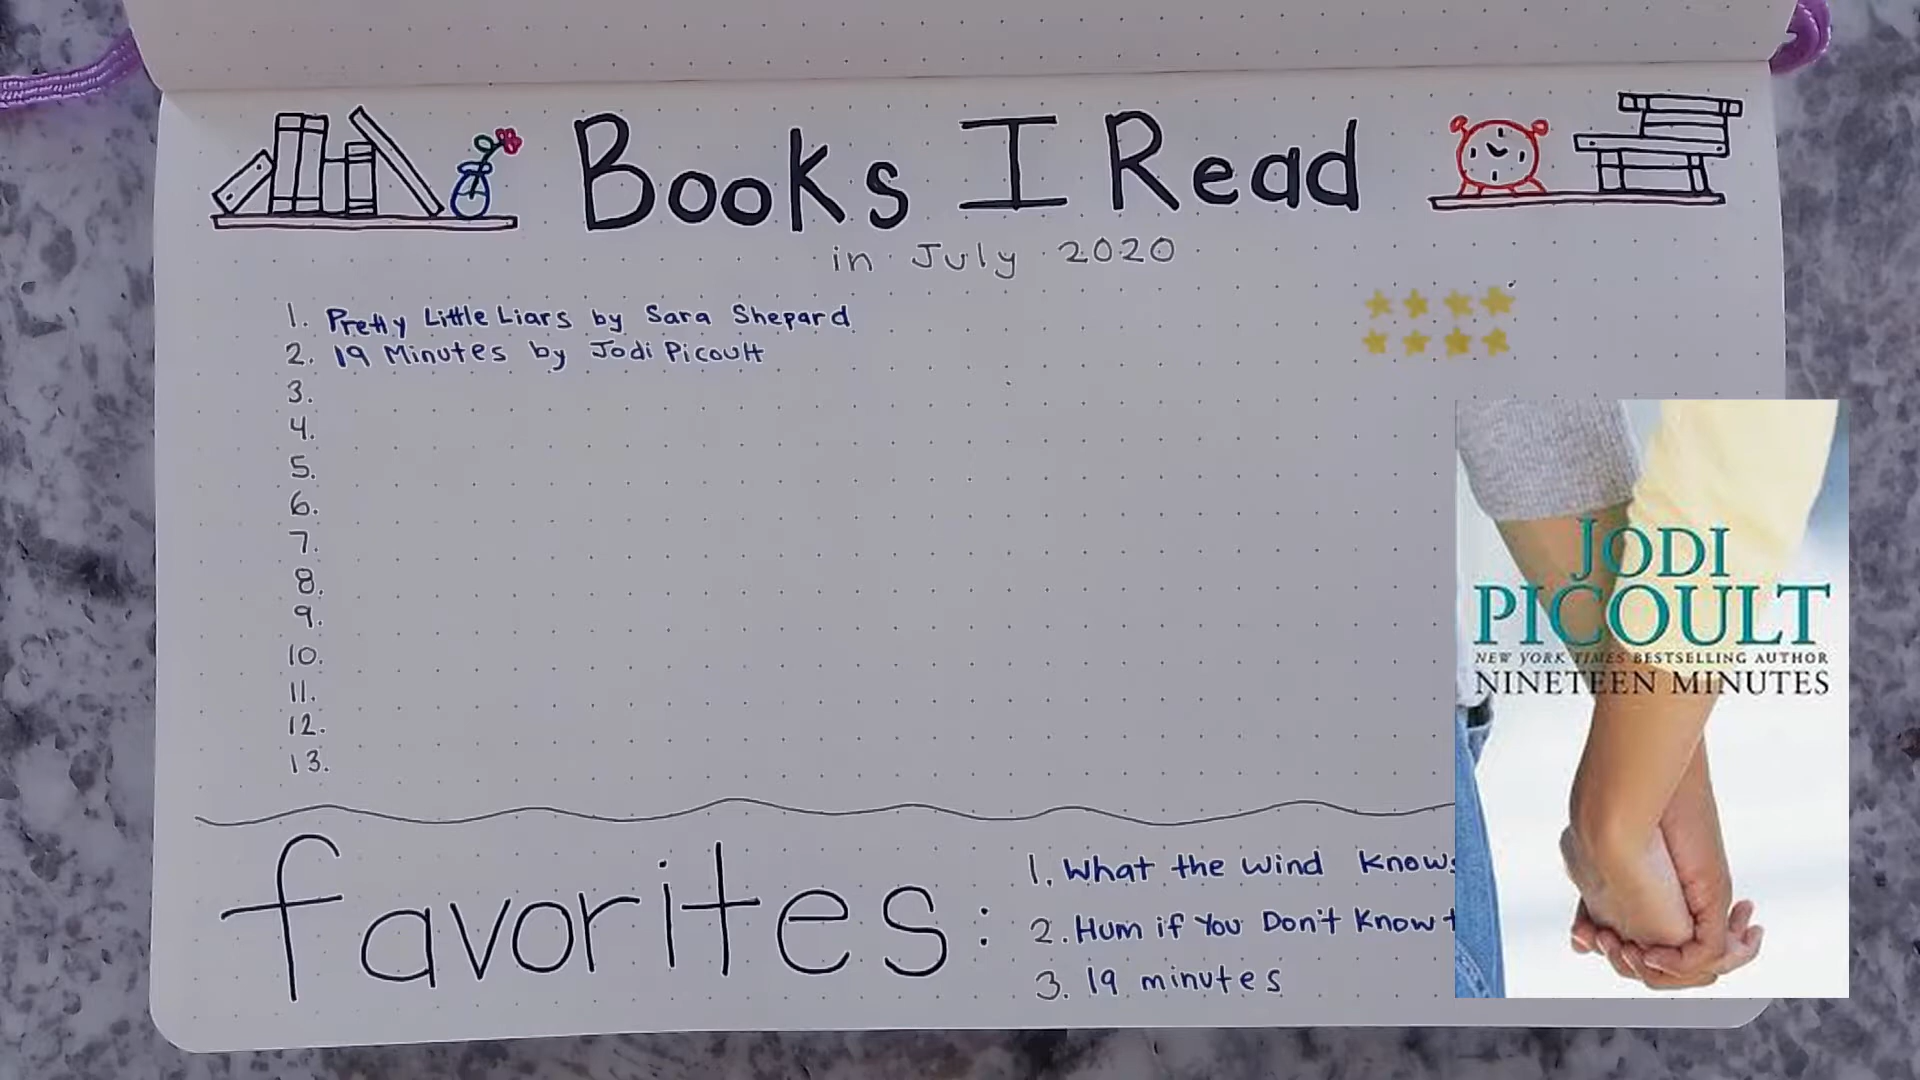 Books I Read
in July 2020
1. Pretty Little Liars by Sara Shepard
2. 19 Minutes by Jodi Picoult
3.
4.
5.
6.
7.
8.
9.
10.
11.
12.
13.
favorites:
1. What the Wind Knows
2. Hum if You Don't Know t
3. 19 minutes
JODI
PICOULT
NEW YORK TIMES BESTSELLING AUTHOR
NINETEEN MINUTES